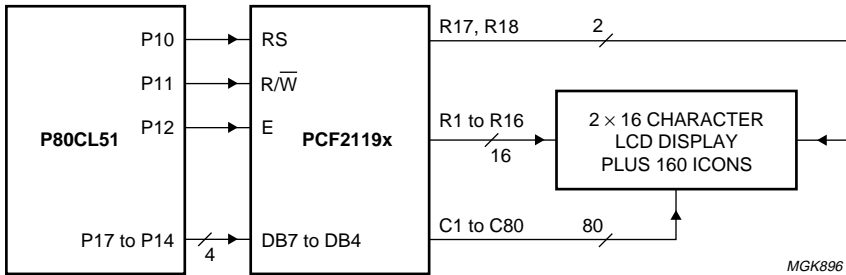 P80CL51
P10
P11
P12
P17 to P14
4
PCF2119x
RS
R/W̅
E
DB7 to DB4
R17, R18
2
R1 to R16
16
C1 to C80
80
2 × 16 CHARACTER
LCD DISPLAY
PLUS 160 ICONS
MGK896